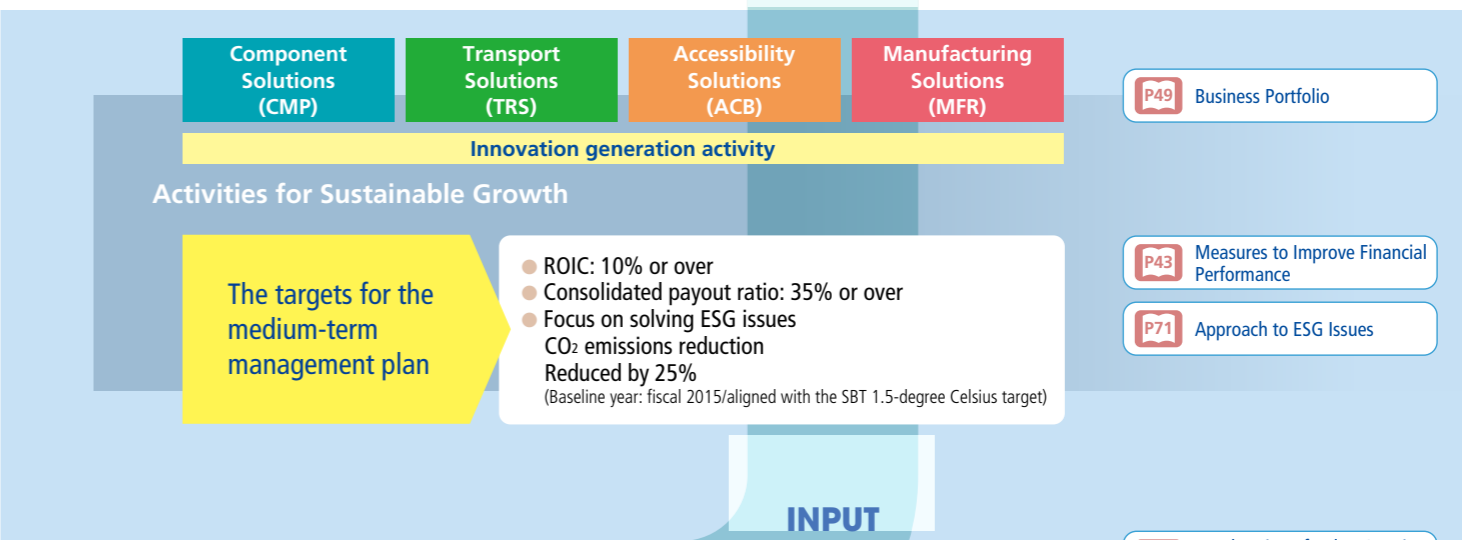 Component
Solutions
(CMP)
Transport
Solutions
(TRS)
Accessibility
Solutions
(ACB)
Manufacturing
Solutions
(MFR)
P49 Business Portfolio
Innovation generation activity
Activities for Sustainable Growth
The targets for the
medium-term
management plan
● ROIC: 10% or over
● Consolidated payout ratio: 35% or over
● Focus on solving ESG issues
CO₂ emissions reduction
Reduced by 25%
(Baseline year: fiscal 2015/aligned with the SBT 1.5-degree Celsius target)
P43 Measures to Improve Financial
Performance
P71 Approach to ESG Issues
INPUT